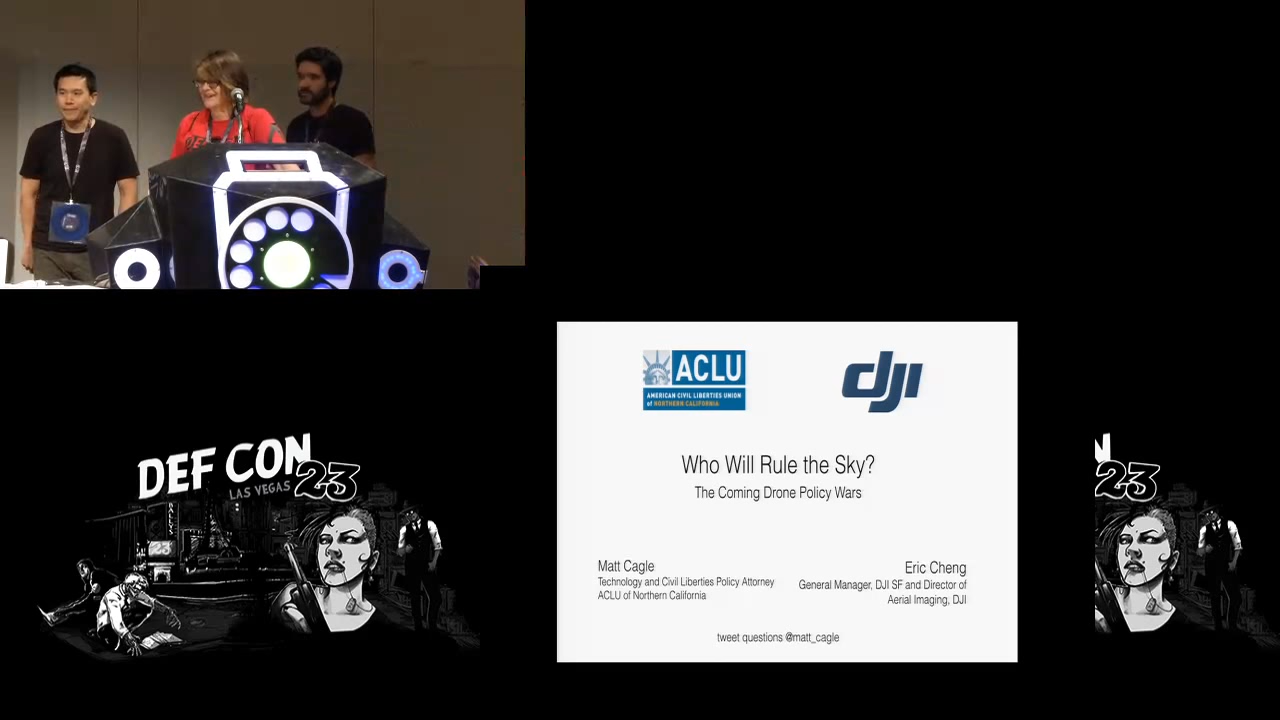 ACLU
AMERICAN CIVIL LIBERTIES UNION
of NORTHERN CALIFORNIA
dji
Who Will Rule the Sky?
The Coming Drone Policy Wars
Matt Cagle
Technology and Civil Liberties Policy Attorney
ACLU of Northern California
Eric Cheng
General Manager, DJI SF and Director of
Aerial Imaging, DJI
tweet questions @matt_cagle
DEF CON
LAS VEGAS 23
23
N
23